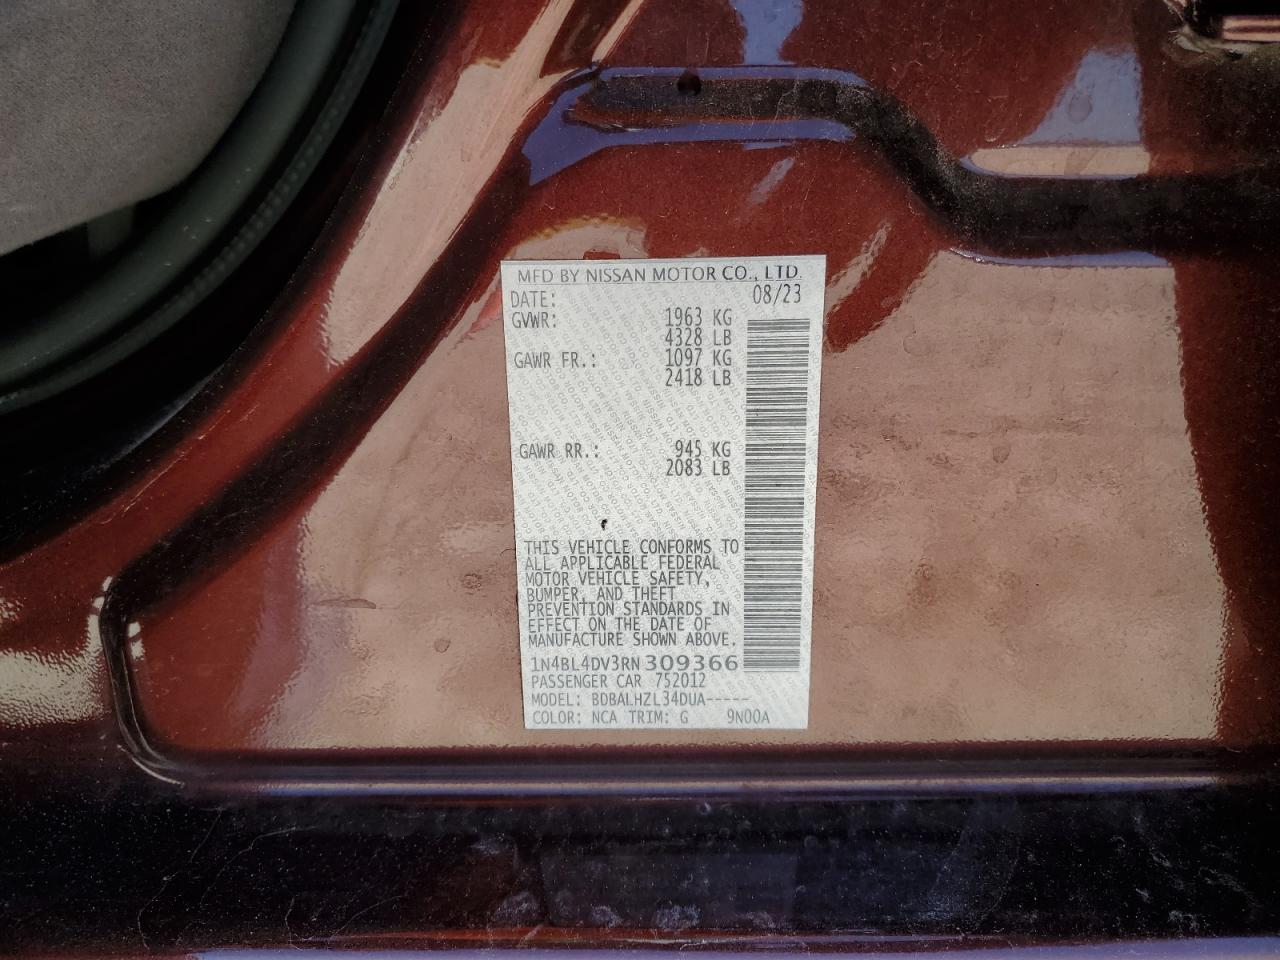 MFD BY NISSAN MOTOR CO., LTD.
DATE: 08/23
GVWR: 1963 KG
4328 LB
GAWR FR.: 1097 KG
2418 LB
GAWR RR.: 945 KG
2083 LB
THIS VEHICLE CONFORMS TO
ALL APPLICABLE FEDERAL
MOTOR VEHICLE SAFETY,
BUMPER, AND THEFT
PREVENTION STANDARDS IN
EFFECT ON THE DATE OF
MANUFACTURE SHOWN ABOVE.
1N4BL4DV3RN309366
PASSENGER CAR 752012
MODEL: BDBALHZL34DUA-----
COLOR: NCA TRIM: G 9N00A